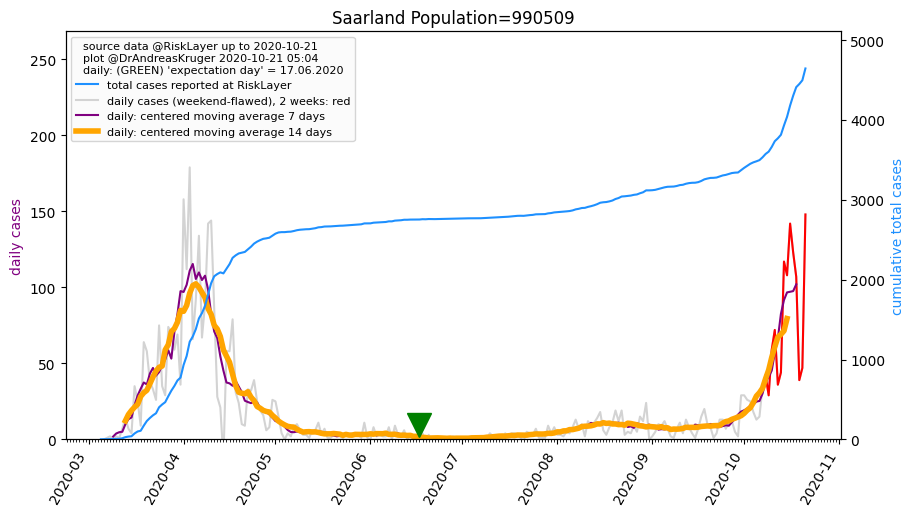 Saarland Population=990509
source data @RiskLayer up to 2020-10-21
plot @DrAndreasKruger 2020-10-21 05:04
daily: (GREEN) 'expectation day' = 17.06.2020
total cases reported at RiskLayer
daily cases (weekend-flawed), 2 weeks: red
daily: centered moving average 7 days
daily: centered moving average 14 days
daily cases
250
200
150
100
50
0
cumulative total cases
5000
4000
3000
2000
1000
0
2020-03
2020-04
2020-05
2020-06
2020-07
2020-08
2020-09
2020-10
2020-11